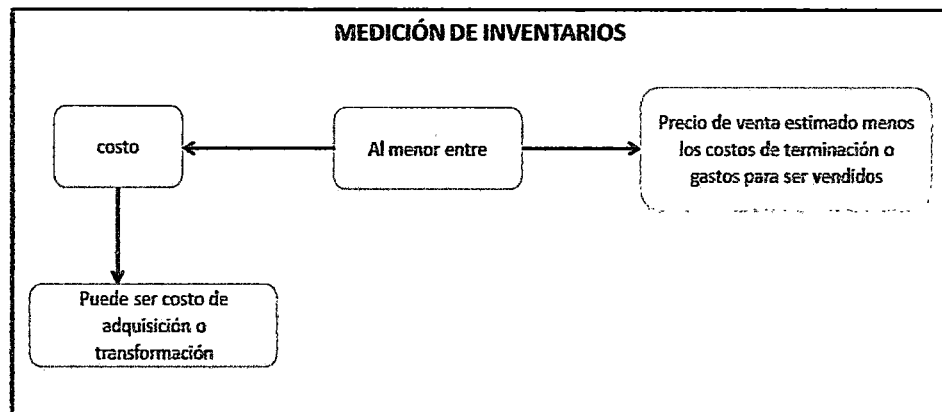 MEDICIÓN DE INVENTARIOS
costo
Al menor entre
Precio de venta estimado menos
los costos de terminación o
gastos para ser vendidos
Puede ser costo de
adquisición o
transformación